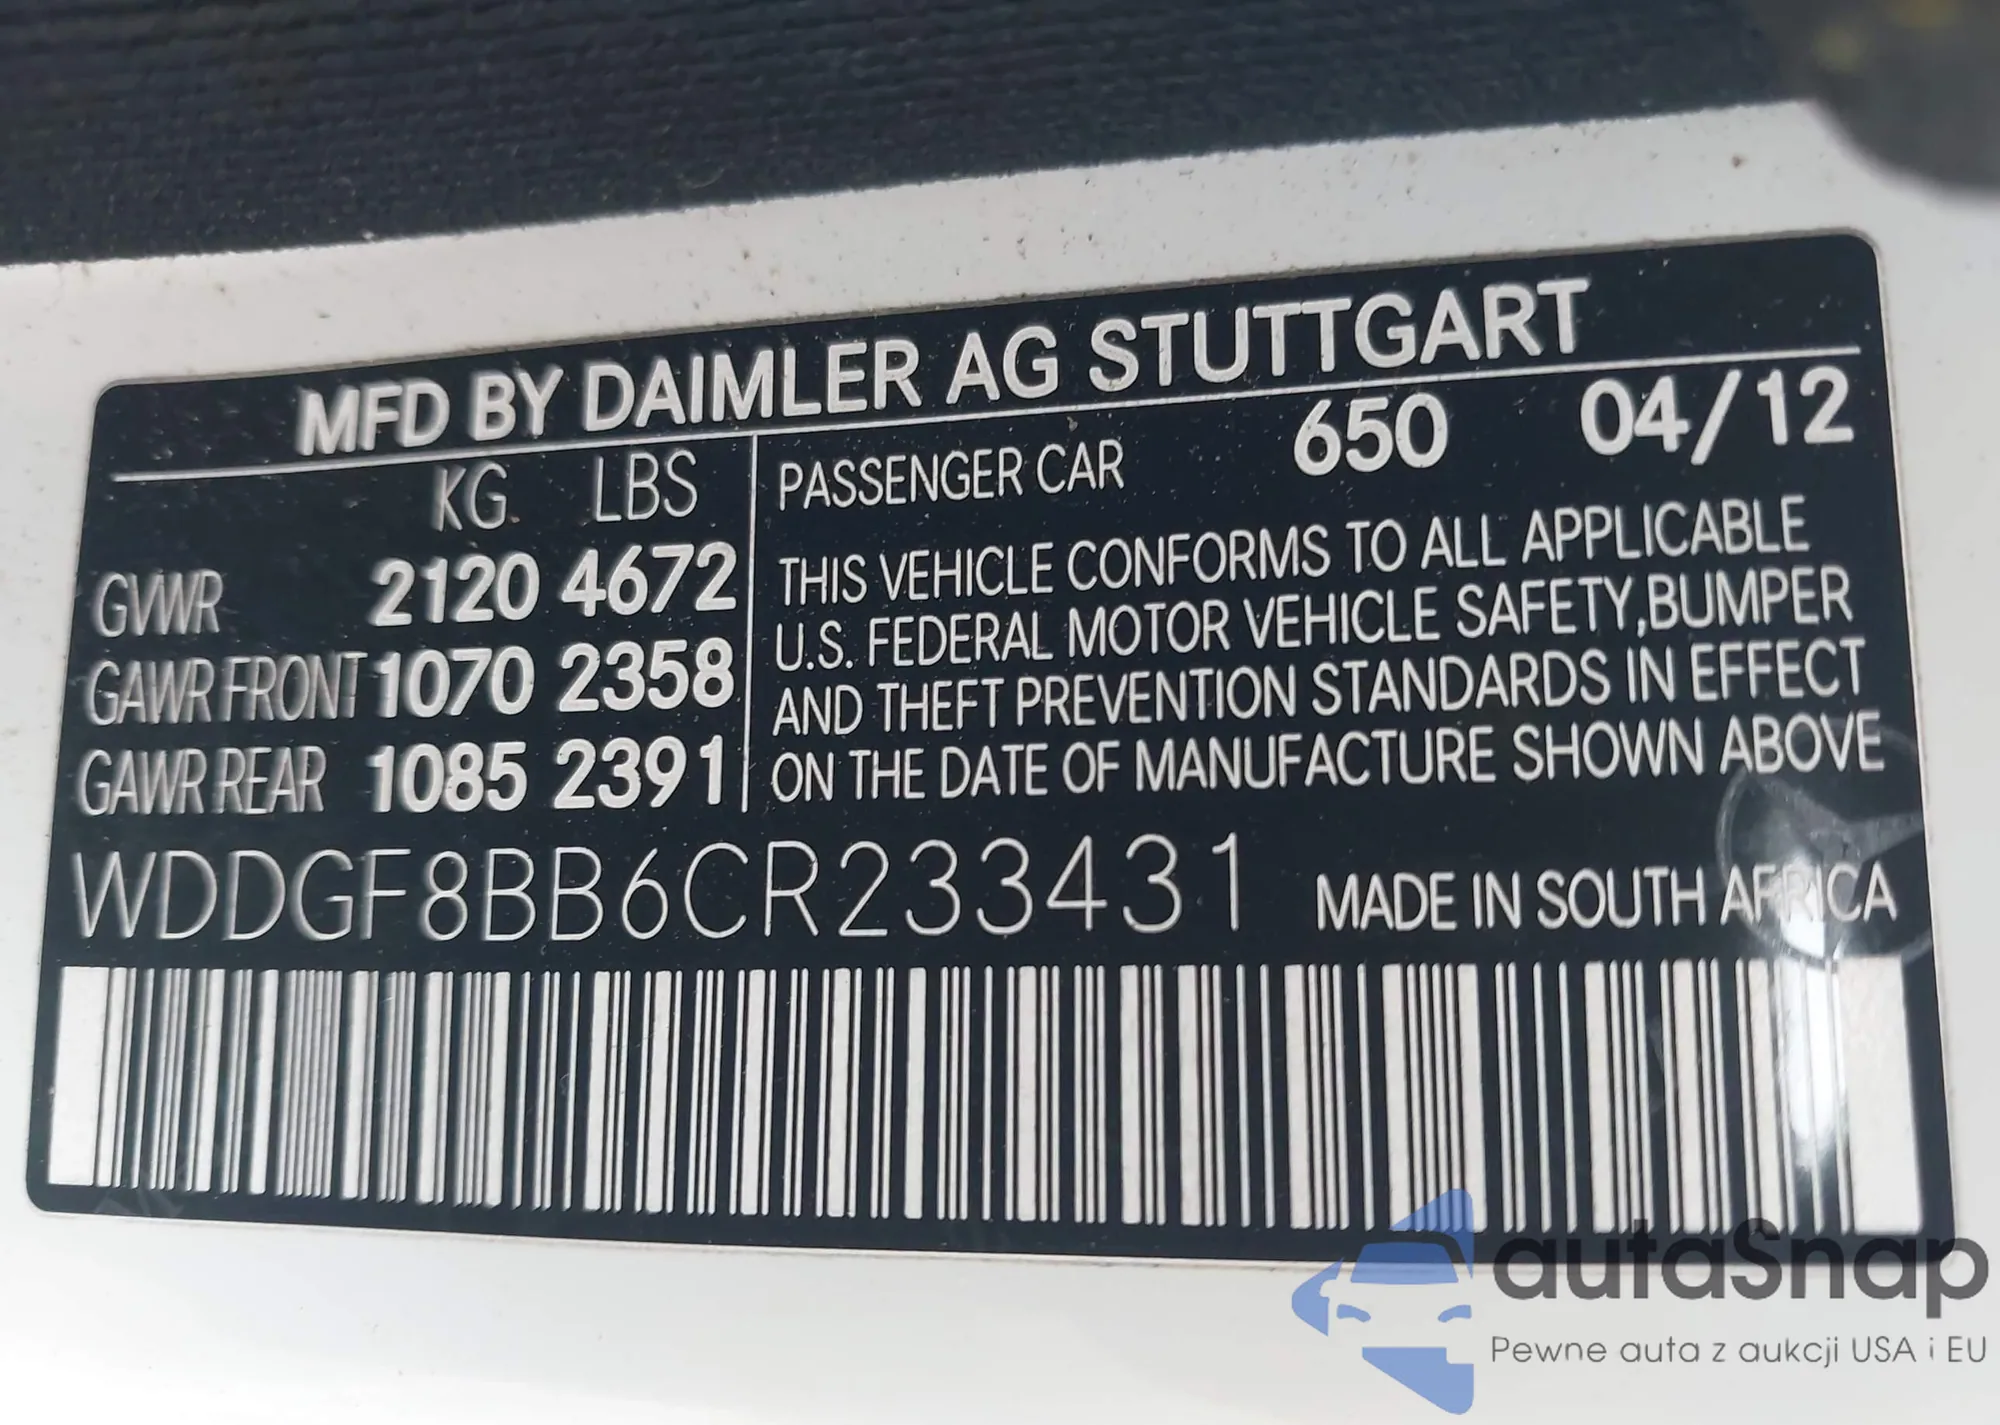 MFD BY DAIMLER AG STUTTGART
KG LBS
GVWR 2120 4672
GAWR FRONT 1070 2358
GAWR REAR 1085 2391
PASSENGER CAR 650 04/12
THIS VEHICLE CONFORMS TO ALL APPLICABLE
U.S. FEDERAL MOTOR VEHICLE SAFETY,BUMPER
AND THEFT PREVENTION STANDARDS IN EFFECT
ON THE DATE OF MANUFACTURE SHOWN ABOVE
WDDGF8BB6CR233431 MADE IN SOUTH AFRICA
autaSnap
Pewne auta z aukcji USA i EU